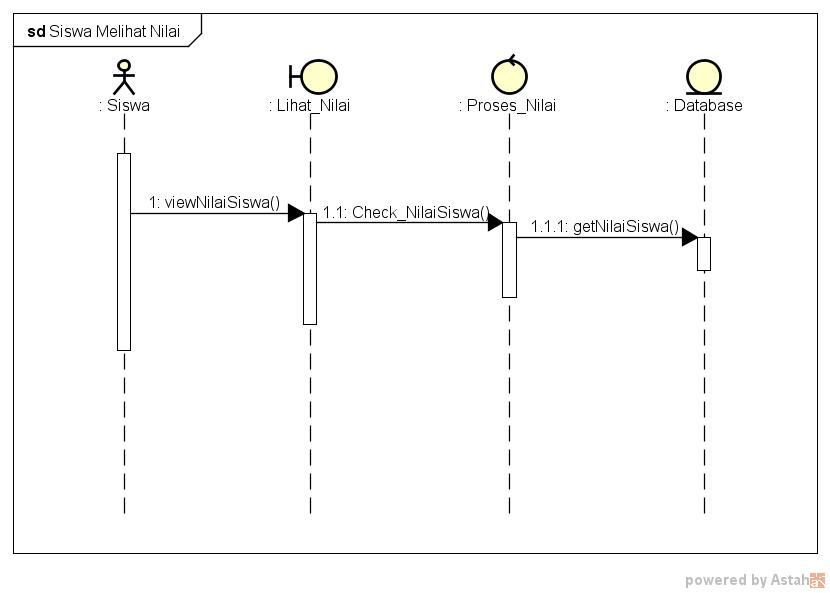 sd Siswa Melihat Nilai
: Siswa
: Lihat_Nilai
: Proses_Nilai
: Database
1: viewNilaiSiswa()
1.1: Check_NilaiSiswa()
1.1.1: getNilaiSiswa()
powered by Astah